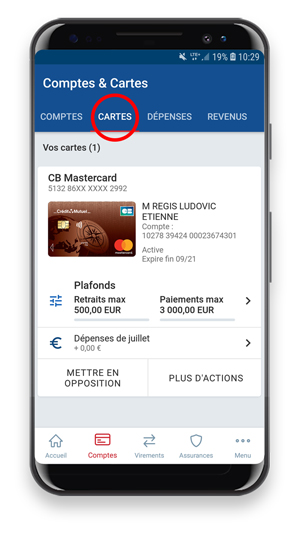 19% 10:29
Comptes & Cartes
COMPTES CARTES DÉPENSES REVENUS
Vos cartes (1)
CB Mastercard
5132 86XX XXXX 2992
Crédit Mutuel
CB
mastercard
M REGIS LUDOVIC
ETIENNE
Compte :
10278 39424 00023674301
Active
Expire fin 09/21
Plafonds
Retraits max Paiements max
500,00 EUR 3 000,00 EUR
Dépenses de juillet
+ 0,00 €
METTRE EN
OPPOSITION
PLUS D'ACTIONS
Accueil Comptes Virements Assurances Menu